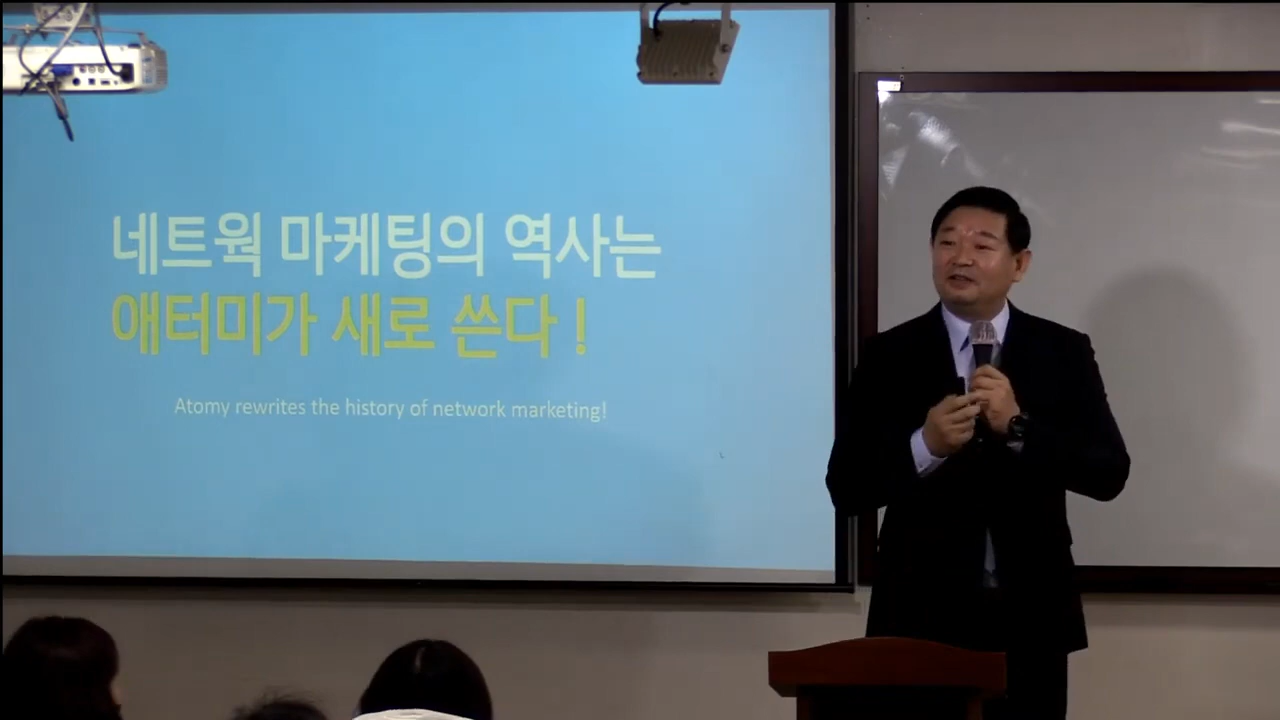 네트웍 마케팅의 역사는
애터미가 새로 쓴다 !
Atomy rewrites the history of network marketing!